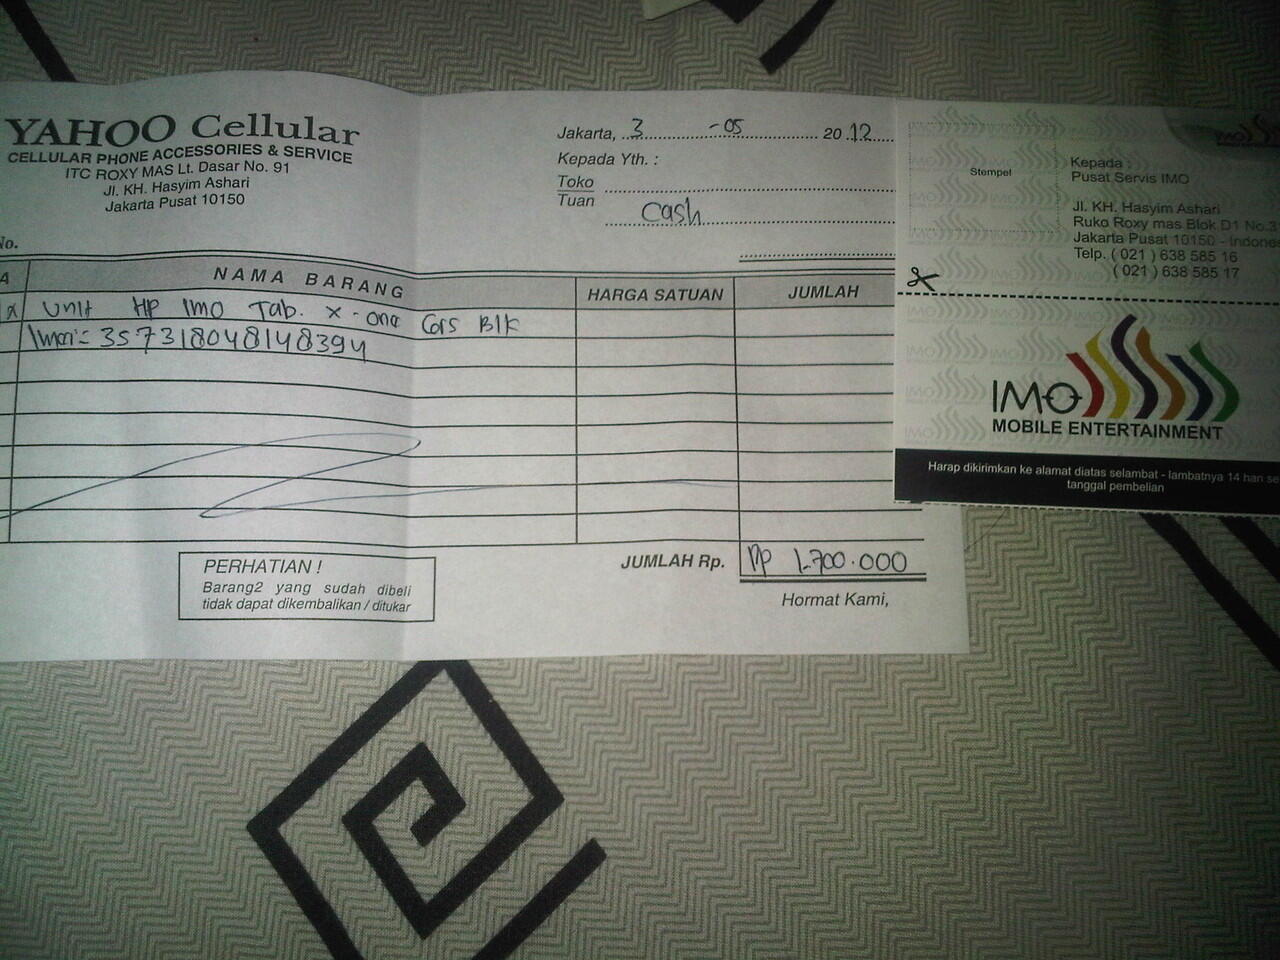 YAHOO Cellular
CELLULAR PHONE ACCESSORIES & SERVICE
ITC ROXY MAS Lt. Dasar No. 91
Jl. KH. Hasyim Ashari
Jakarta Pusat 10150
No.
Jakarta, 3 -05 2012
Kepada Yth. :
Toko
Tuan
Cash
NAMA BARANG
HARGA SATUAN
JUMLAH
Unit HP Imo Tab. X-one Grs Blk
Imei: 357318048148394
PERHATIAN !
Barang2 yang sudah dibeli
tidak dapat dikembalikan / ditukar
JUMLAH Rp. Rp 1.700.000
Hormat Kami,
Stempel
Kepada :
Pusat Servis IMO
Jl. KH. Hasyim Ashari
Ruko Roxy mas Blok D1 No.3
Jakarta Pusat 10150 - Indone
Telp. ( 021 ) 638 585 16
( 021 ) 638 585 17
IMO
MOBILE ENTERTAINMENT
Harap dikirimkan ke alamat diatas selambat - lambatnya 14 hari se
tanggal pembelian